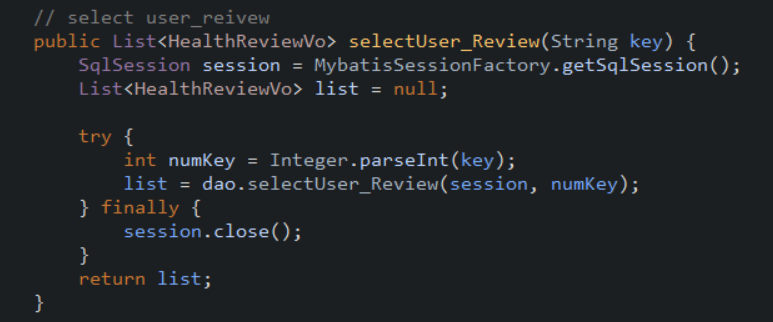 // select user_reivew
public List<HealthReviewVo> selectUser_Review(String key) {
SqlSession session = MybatisSessionFactory.getSqlSession();
List<HealthReviewVo> list = null;
try {
int numKey = Integer.parseInt(key);
list = dao.selectUser_Review(session, numKey);
} finally {
session.close();
}
return list;
}